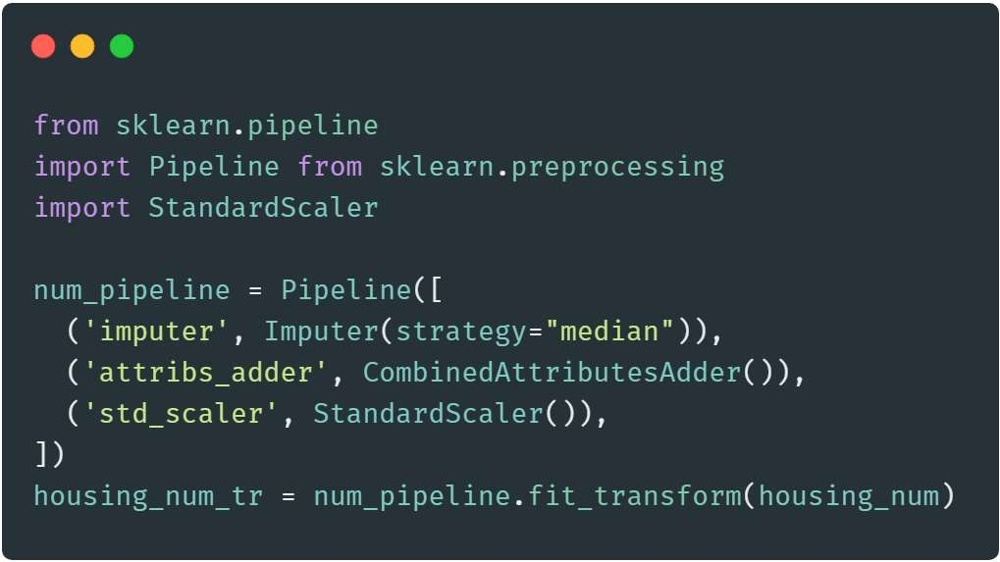 from sklearn.pipeline
import Pipeline from sklearn.preprocessing
import StandardScaler

num_pipeline = Pipeline([
  ('imputer', Imputer(strategy="median")),
  ('attribs_adder', CombinedAttributesAdder()),
  ('std_scaler', StandardScaler()),
])
housing_num_tr = num_pipeline.fit_transform(housing_num)